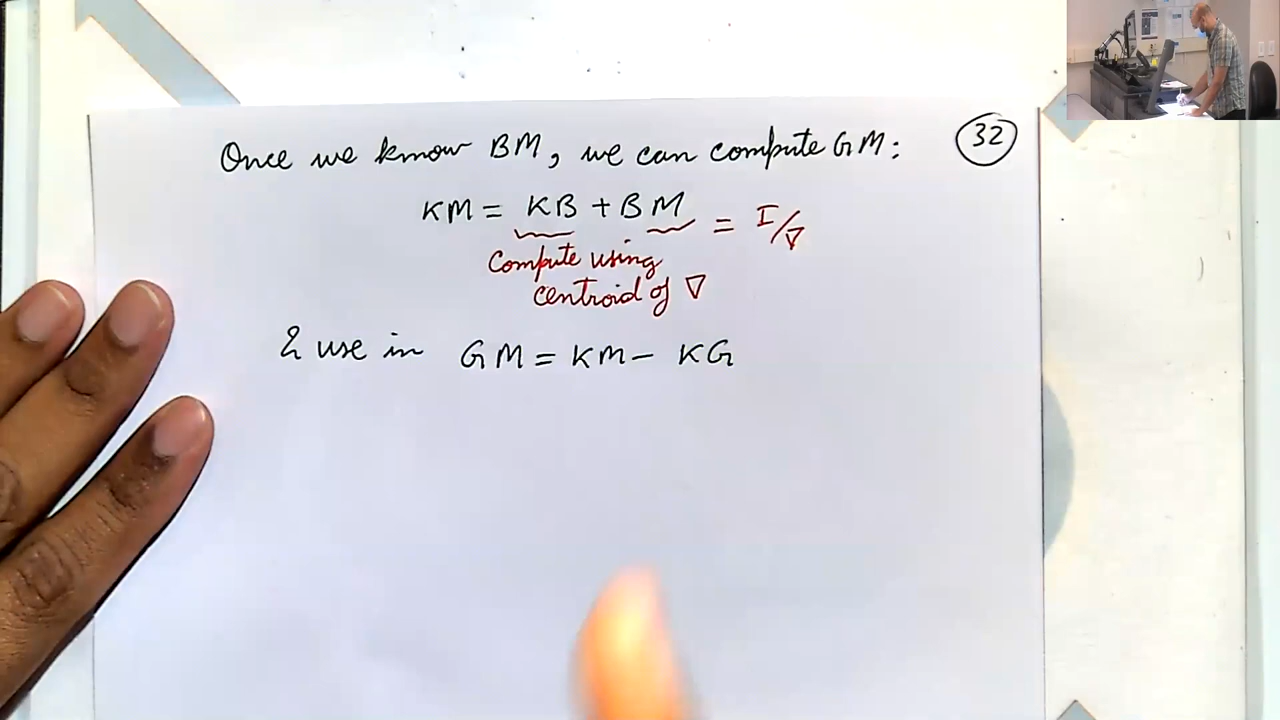 Once we know BM, we can compute GM: 32
KM = KB + BM = I/∇
Compute using
centroid of ∇
& use in GM = KM - KG